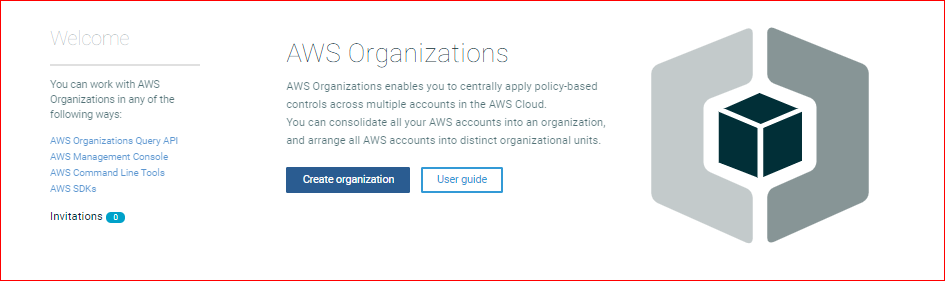 Welcome
You can work with AWS
Organizations in any of the
following ways:
AWS Organizations Query API
AWS Management Console
AWS Command Line Tools
AWS SDKs
Invitations 0
AWS Organizations
AWS Organizations enables you to centrally apply policy-based
controls across multiple accounts in the AWS Cloud.
You can consolidate all your AWS accounts into an organization,
and arrange all AWS accounts into distinct organizational units.
Create organization User guide